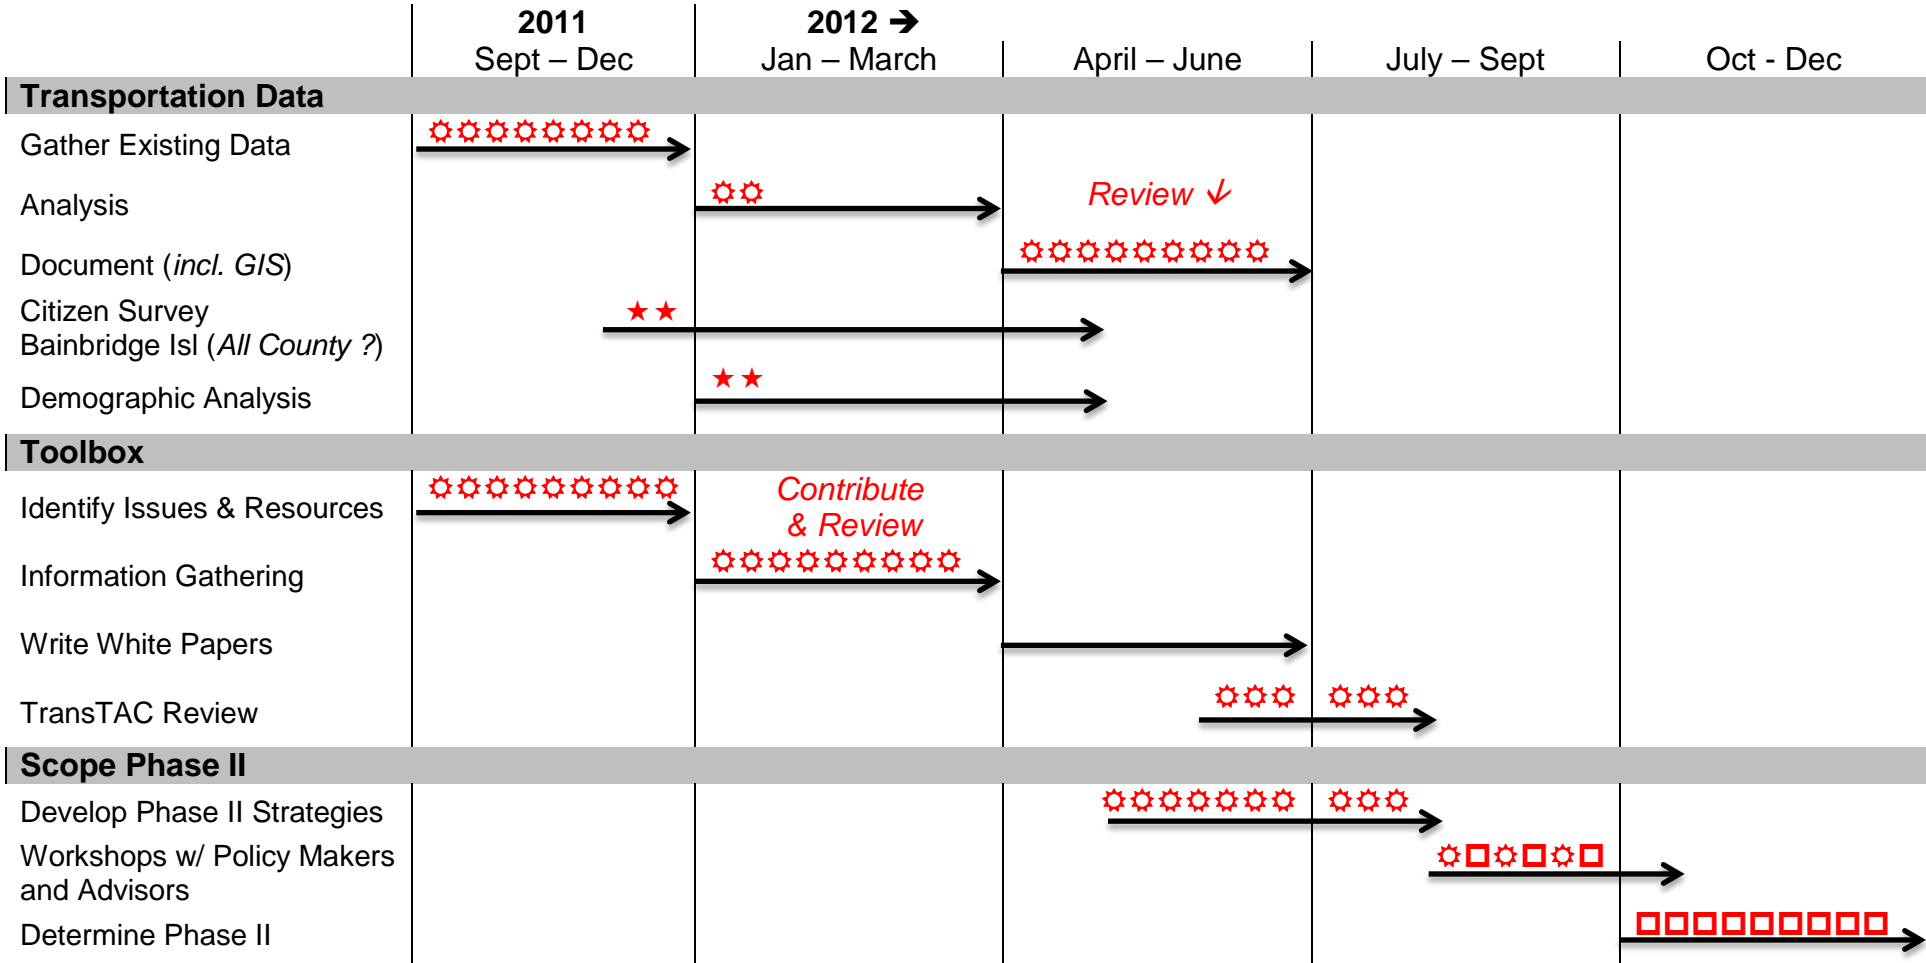 2011
2012 ➔
Sept – Dec
Jan – March
April – June
July – Sept
Oct - Dec
Transportation Data
Gather Existing Data
Analysis
Review ↓
Document (incl. GIS)
Citizen Survey
Bainbridge Isl (All County ?)
Demographic Analysis
Toolbox
Identify Issues & Resources
Contribute
& Review
Information Gathering
Write White Papers
TransTAC Review
Scope Phase II
Develop Phase II Strategies
Workshops w/ Policy Makers
and Advisors
Determine Phase II